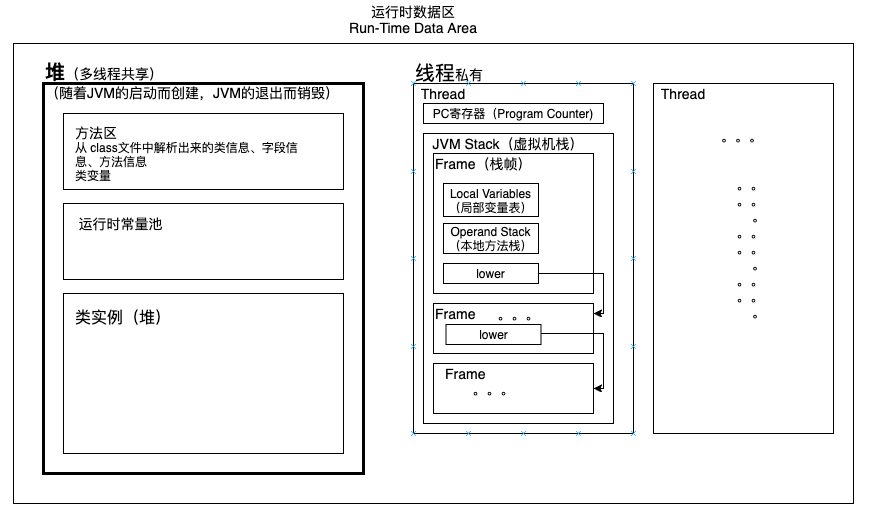 运行时数据区
Run-Time Data Area
堆（多线程共享）
（随着JVM的启动而创建，JVM的退出而销毁）
方法区
从 class文件中解析出来的类信息、字段信
息、方法信息
类变量
运行时常量池
类实例（堆）
线程私有
Thread
PC寄存器（Program Counter）
JVM Stack（虚拟机栈）
Frame（栈帧）
Local Variables
（局部变量表）
Operand Stack
（本地方法栈）
lower
Frame
lower
Frame
Thread